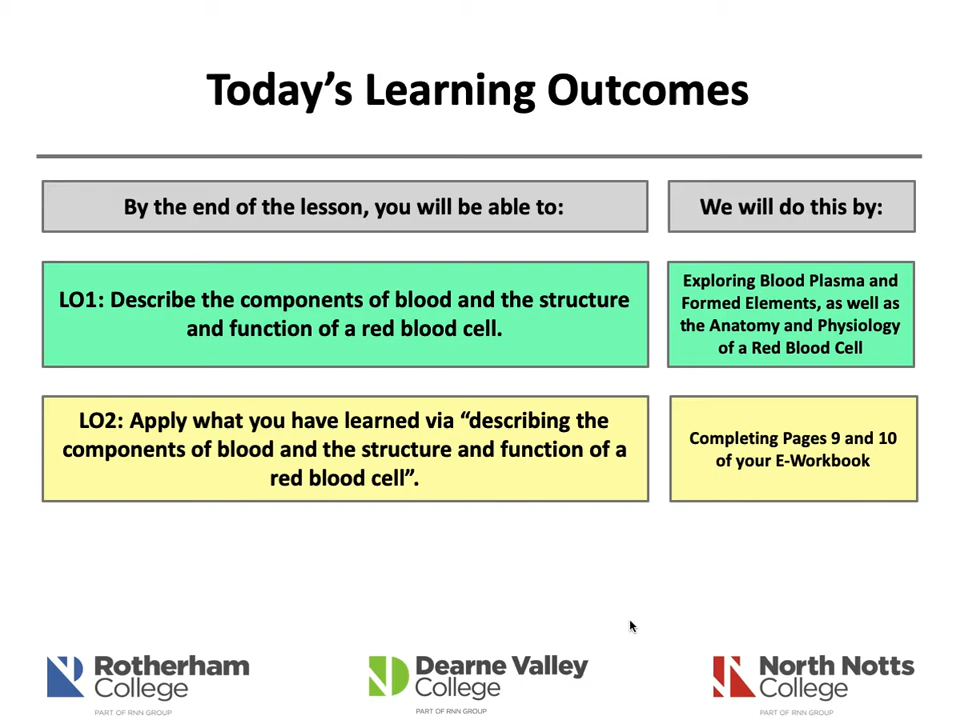 Today’s Learning Outcomes
By the end of the lesson, you will be able to:
We will do this by:
LO1: Describe the components of blood and the structure
and function of a red blood cell.
Exploring Blood Plasma and
Formed Elements, as well as
the Anatomy and Physiology
of a Red Blood Cell
LO2: Apply what you have learned via “describing the
components of blood and the structure and function of a
red blood cell”.
Completing Pages 9 and 10
of your E-Workbook
Rotherham
College
PART OF RNN GROUP
Dearne Valley
College
PART OF RNN GROUP
North Notts
College
PART OF RNN GROUP